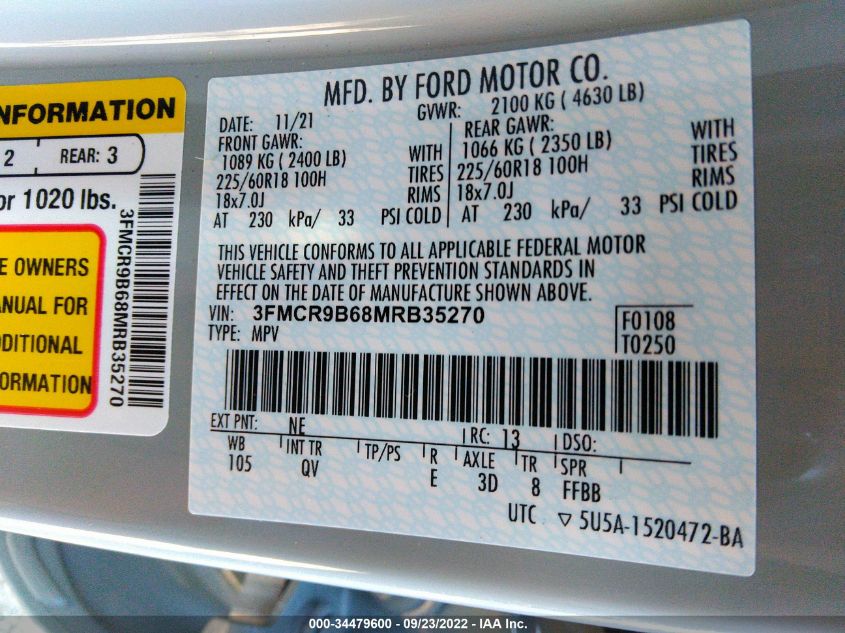 INFORMATION
2 REAR: 3
or 1020 lbs.
E OWNERS
ANUAL FOR
DDITIONAL
FORMATION
3FMCR9B68MRB35270
MFD. BY FORD MOTOR CO.
DATE: 11/21 GVWR: 2100 KG ( 4630 LB)
FRONT GAWR: REAR GAWR:
1089 KG ( 2400 LB) WITH 1066 KG ( 2350 LB) WITH
225/60R18 100H TIRES 225/60R18 100H TIRES
18x7.0J RIMS 18x7.0J RIMS
AT 230 kPa/ 33 PSI COLD AT 230 kPa/ 33 PSI COLD
THIS VEHICLE CONFORMS TO ALL APPLICABLE FEDERAL MOTOR
VEHICLE SAFETY AND THEFT PREVENTION STANDARDS IN
EFFECT ON THE DATE OF MANUFACTURE SHOWN ABOVE.
VIN: 3FMCR9B68MRB35270 F0108
TYPE: MPV T0250
EXT PNT: NE RC: 13 DSO:
WB INT TR TP/PS R AXLE TR SPR
105 QV E 3D 8 FFBB
UTC ▽ 5U5A-1520472-BA
000-34479600 - 09/23/2022 - IAA Inc.